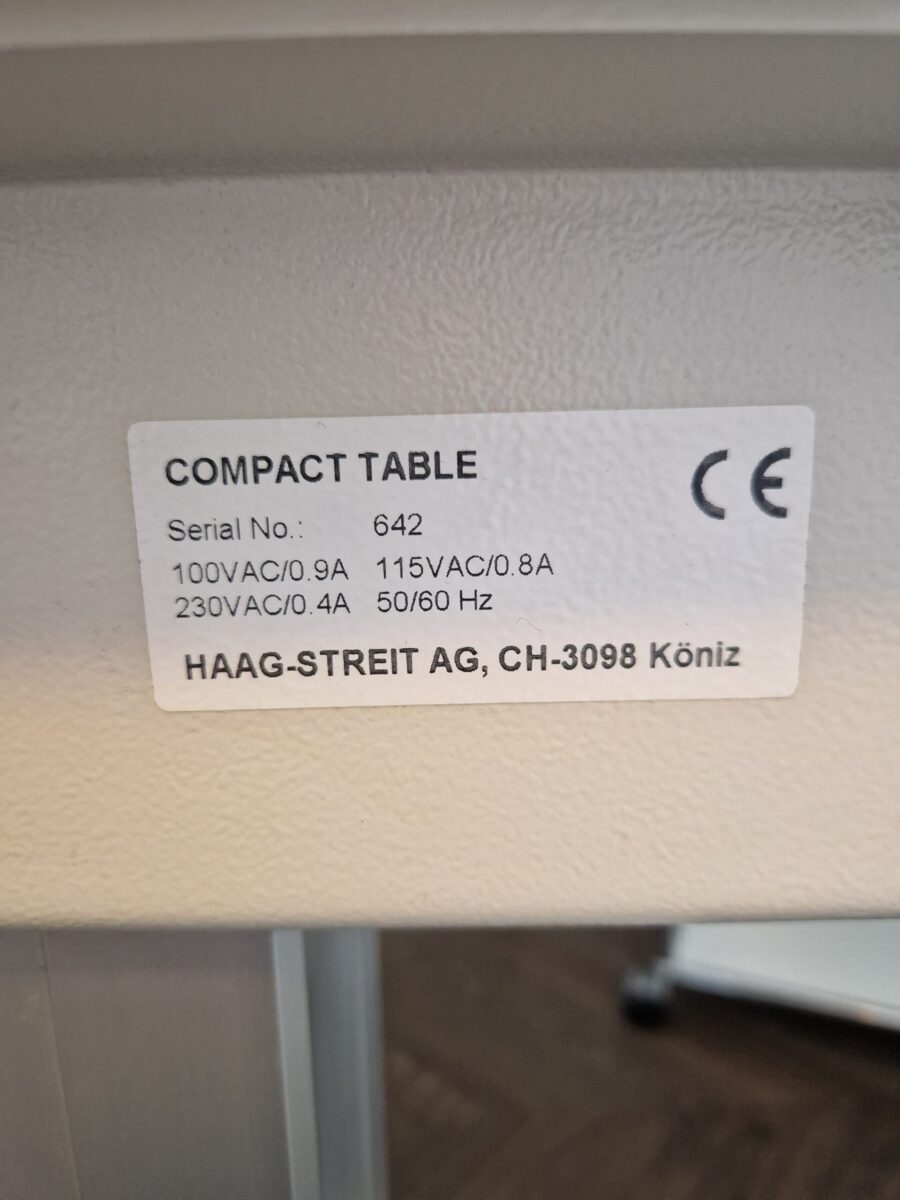 COMPACT TABLE CE
Serial No.: 642
100VAC/0.9A 115VAC/0.8A
230VAC/0.4A 50/60 Hz
HAAG-STREIT AG, CH-3098 Köniz